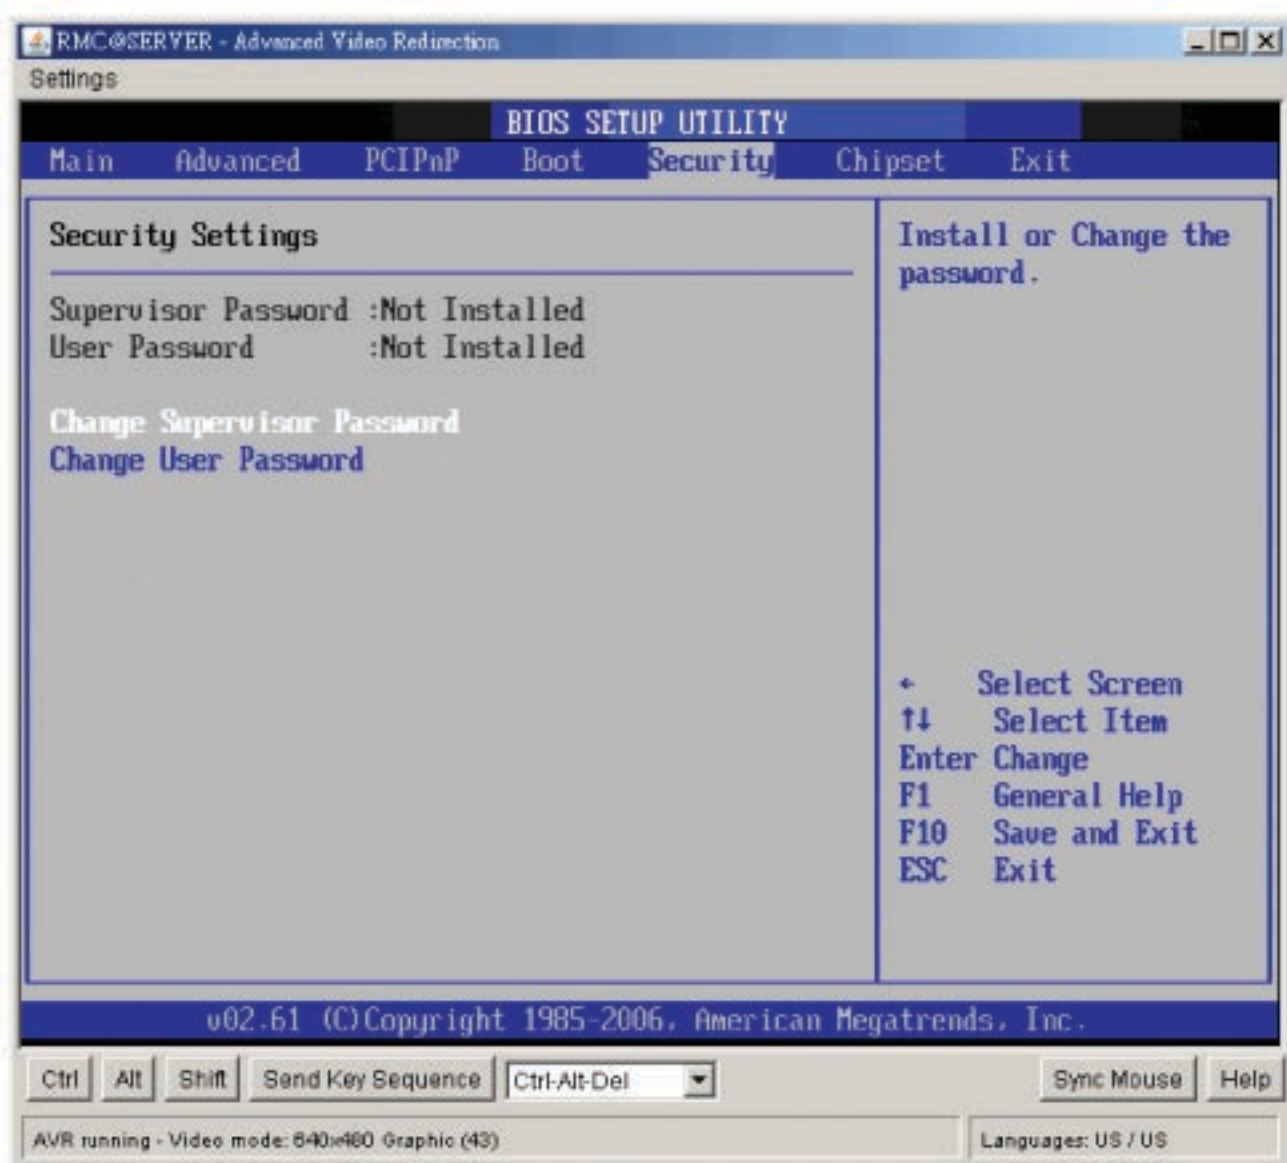 RMC@SERVER - Advanced Video Redirection
Settings
BIOS SETUP UTILITY
Main Advanced PCIPnP Boot Security Chipset Exit
Security Settings
Supervisor Password :Not Installed
User Password :Not Installed
Change Supervisor Password
Change User Password
Install or Change the
password.
← Select Screen
↑↓ Select Item
Enter Change
F1 General Help
F10 Save and Exit
ESC Exit
v02.61 (C)Copyright 1985-2006, American Megatrends, Inc.
Ctrl Alt Shift Send Key Sequence Ctrl-Alt-Del Sync Mouse Help
AVR running - Video mode: 640x480 Graphic (43) Languages: US / US